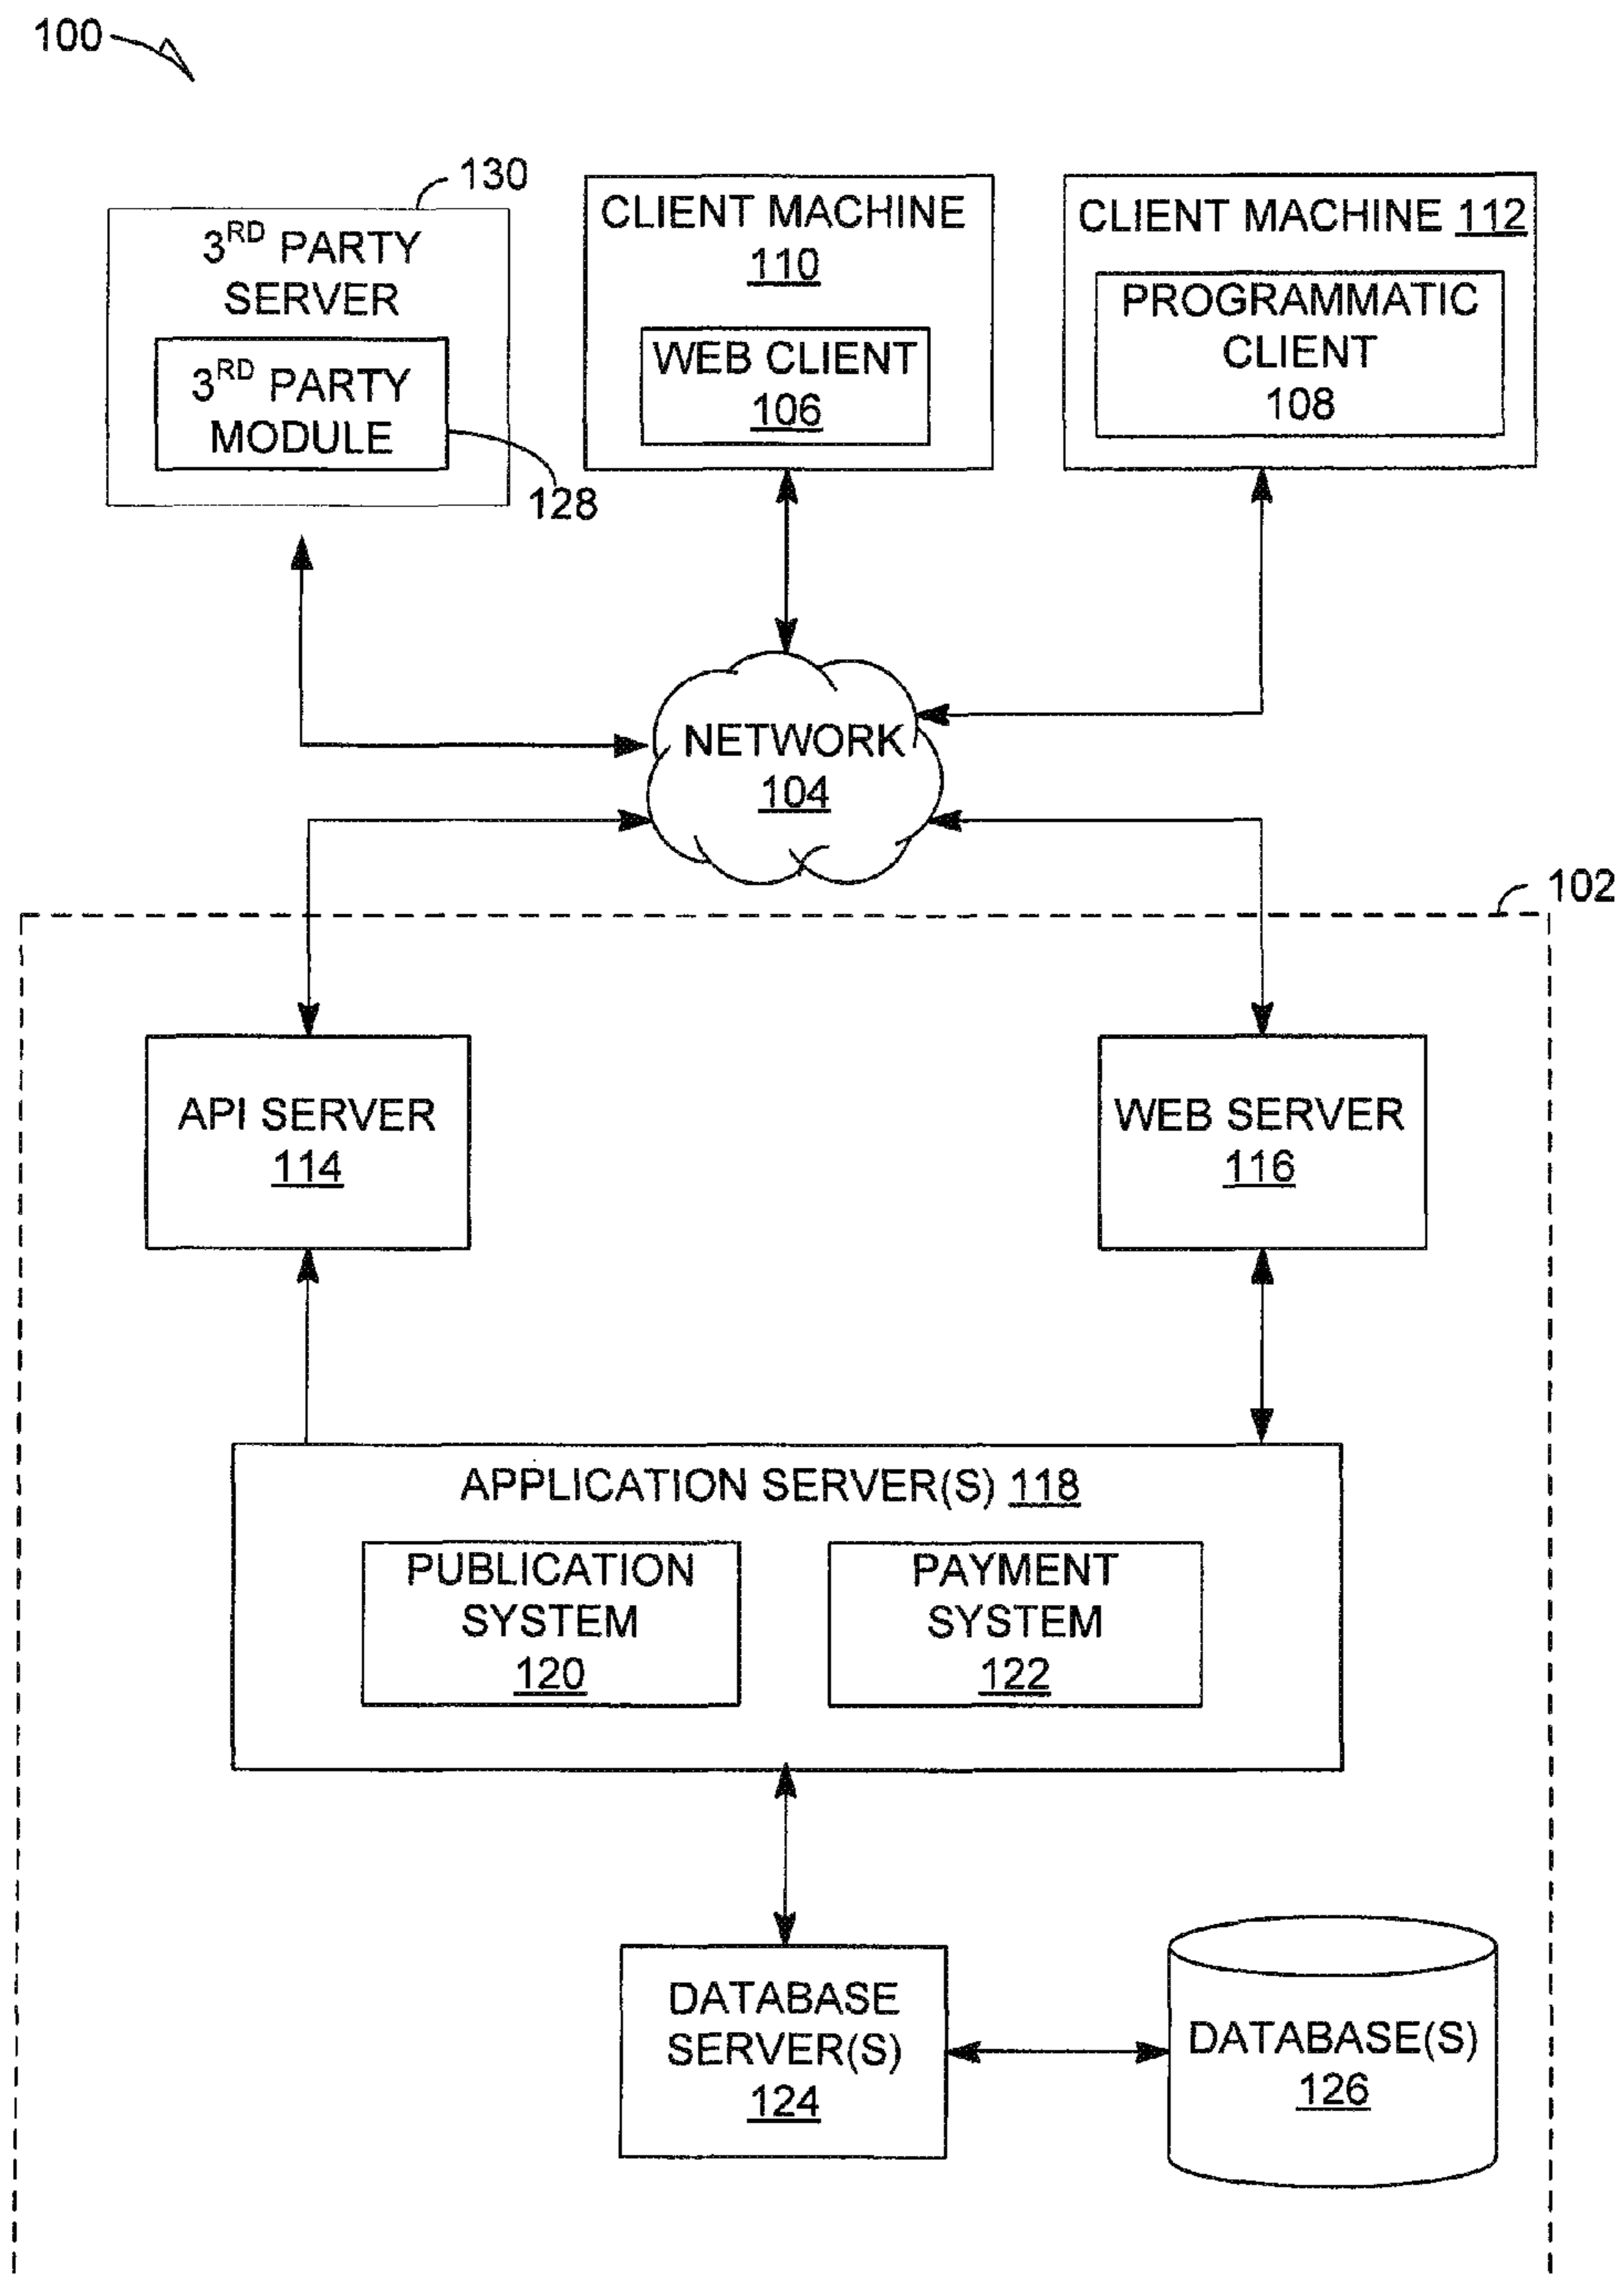 100
130
3RD PARTY
SERVER
3RD PARTY
MODULE
128
CLIENT MACHINE
110
WEB CLIENT
106
CLIENT MACHINE 112
PROGRAMMATIC
CLIENT
108
NETWORK
104
102
API SERVER
114
WEB SERVER
116
APPLICATION SERVER(S) 118
PUBLICATION
SYSTEM
120
PAYMENT
SYSTEM
122
DATABASE
SERVER(S)
124
DATABASE(S)
126